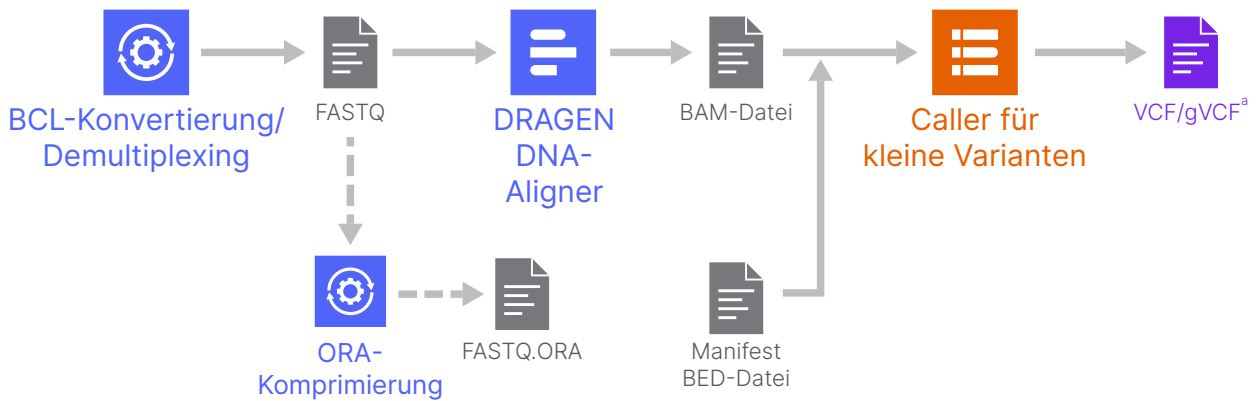 BCL-Konvertierung/
Demultiplexing
FASTQ
DRAGEN
DNA-
Aligner
BAM-Datei
Caller für
kleine Varianten
VCF/gVCFª
ORA-
Komprimierung
FASTQ.ORA
Manifest
BED-Datei